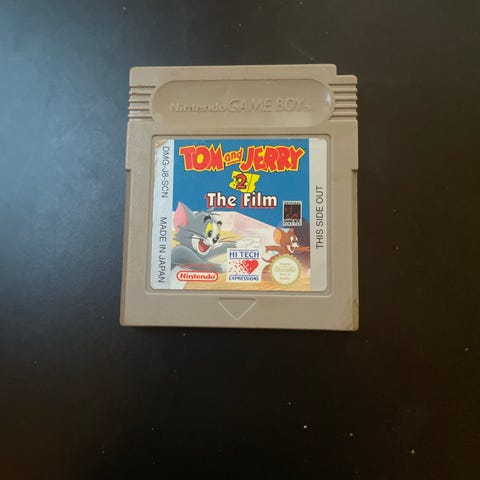 Nintendo GAME BOY
TOM and JERRY
2
The Film
DMG-J8-SCN
MADE IN JAPAN
THIS SIDE OUT
HI TECH
EXPRESSIONS
Nintendo